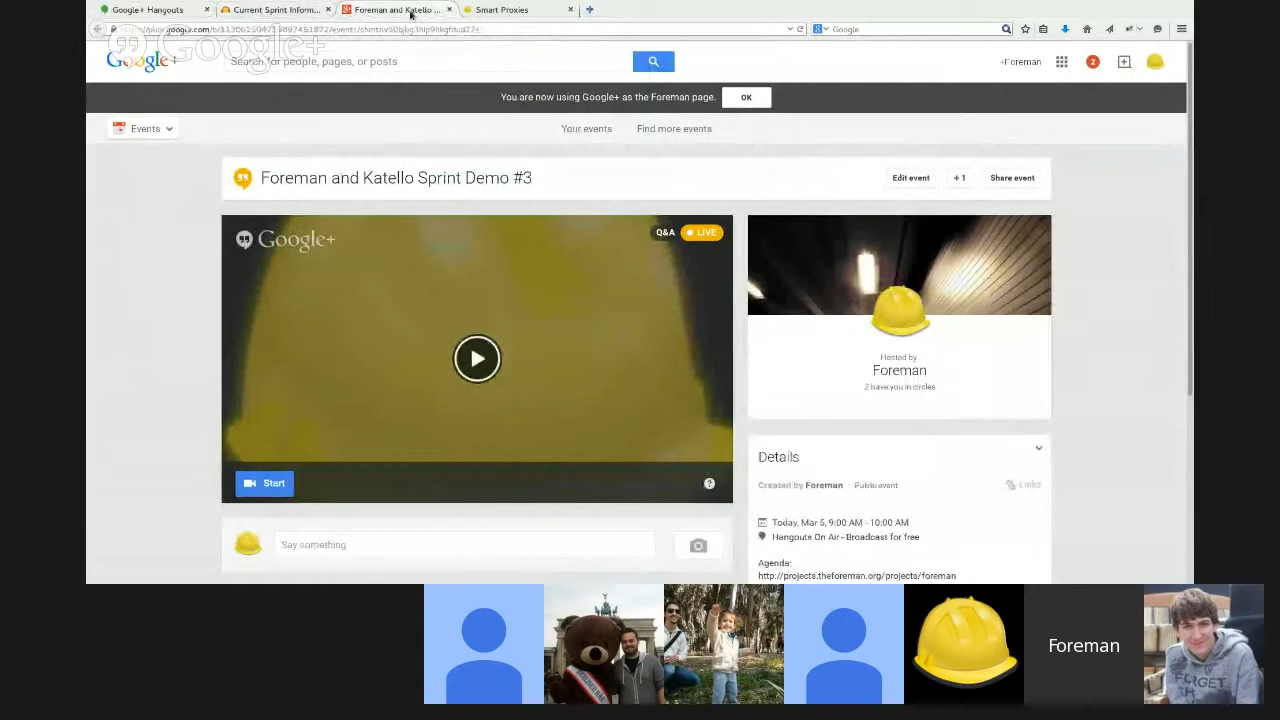 Google+ Hangouts
Current Sprint Inform...
Foreman and Katello ...
Smart Proxies
Google
Google+
Google+
Search for people, pages, or posts
+Foreman
2
You are now using Google+ as the Foreman page.
OK
Events
Your events
Find more events
Foreman and Katello Sprint Demo #3
Edit event
+1
Share event
Google+
Q&A
LIVE
Hosted by
Foreman
2 have you in circles
Start
?
Details
Created by Foreman · Public event
Links
Today, Mar 5, 9:00 AM - 10:00 AM
Hangouts On Air - Broadcast for free
Say something
Agenda:
http://projects.theforeman.org/projects/foreman
Foreman
FORGET